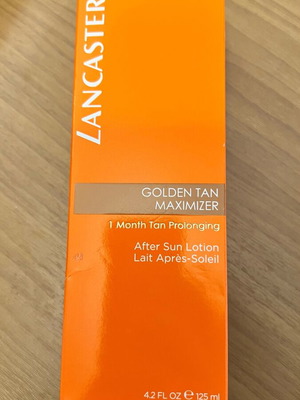 LANCASTER
GOLDEN TAN
MAXIMIZER
1 Month Tan Prolonging
After Sun Lotion
Lait Après-Soleil
4.2 FL OZ ℮ 125 ml